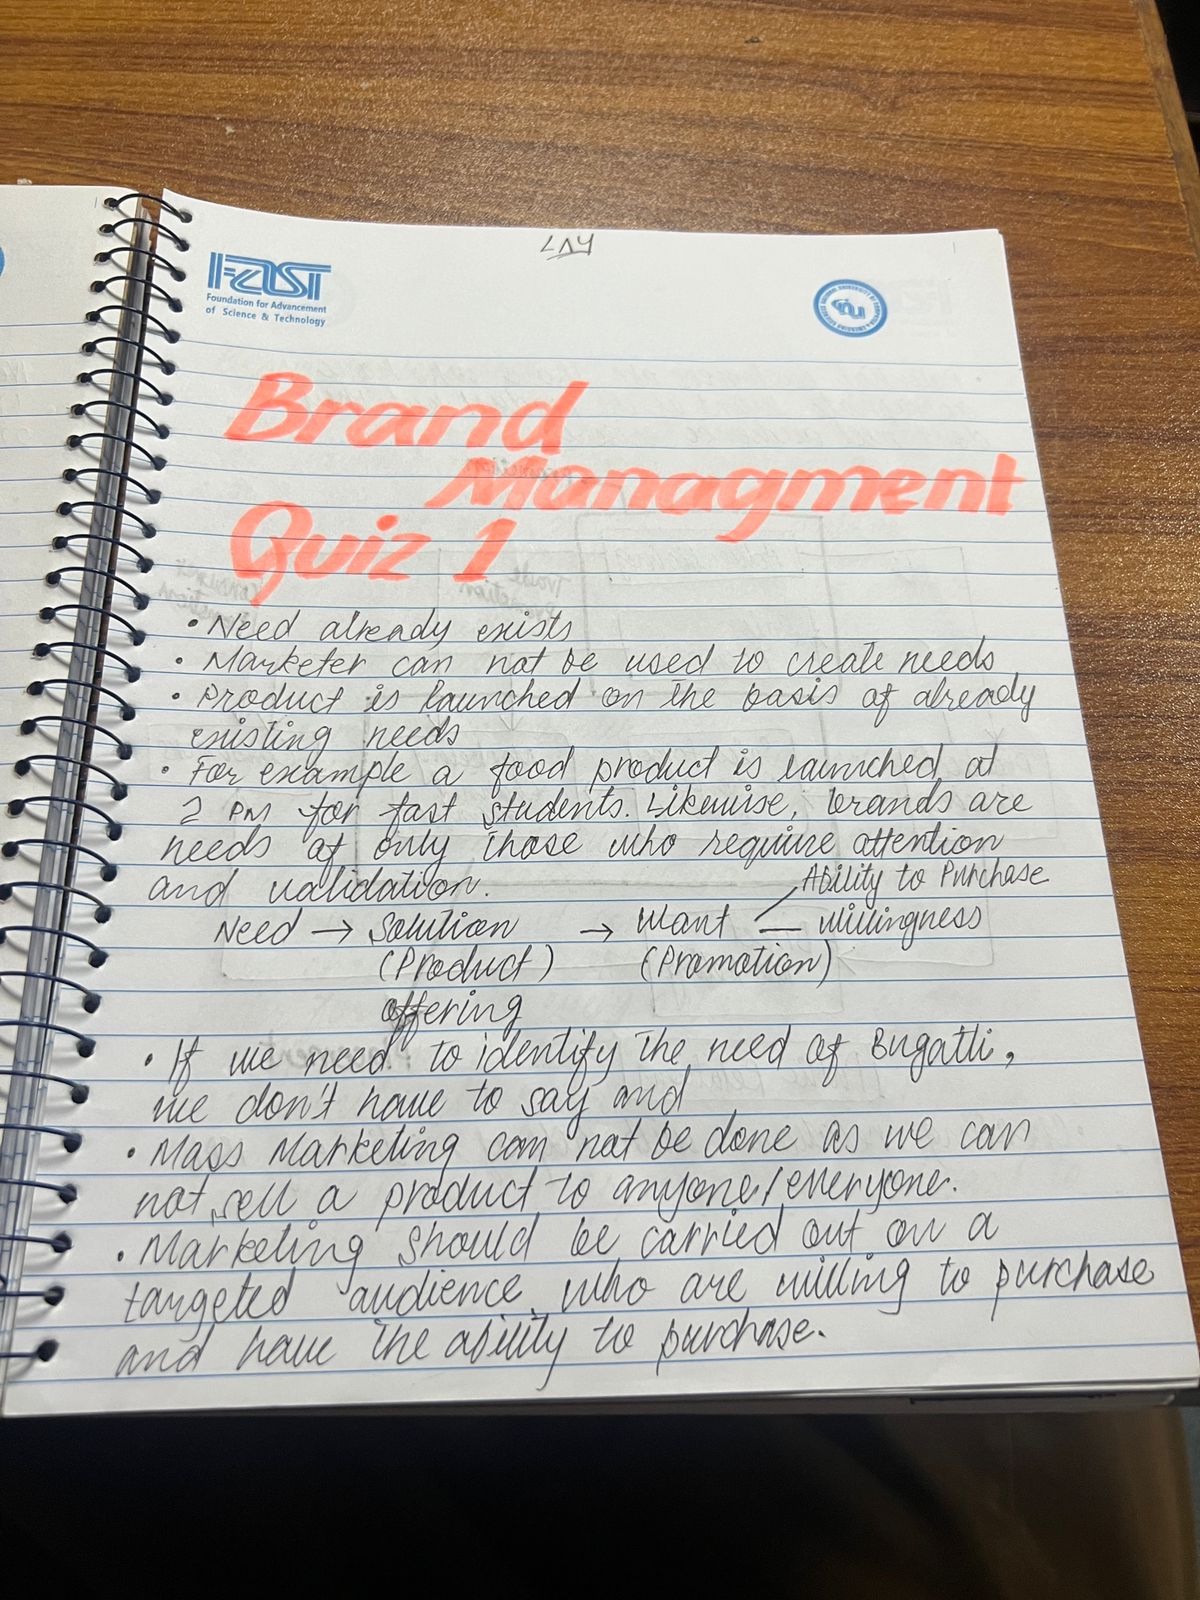 FAST
Foundation for Advancement
of Science & Technology
Brand
Managment
Quiz 1
• Need already exists
• Marketer can not be used to create needs
• Product is launched on the basis of already
existing needs
• For example a food product is launched at
2 PM for fast students. Likewise, brands are
needs of only those who require attention
and validation.
Ability to Purchase
Need → Solution → Want — willingness
(Product) (Promotion)
offering
• If we need to identify the need of Bugatti,
we don't have to say and
• Mass Marketing can not be done as we can
not sell a product to anyone/everyone.
• Marketing should be carried out on a
targeted audience who are willing to purchase
and have the ability to purchase.